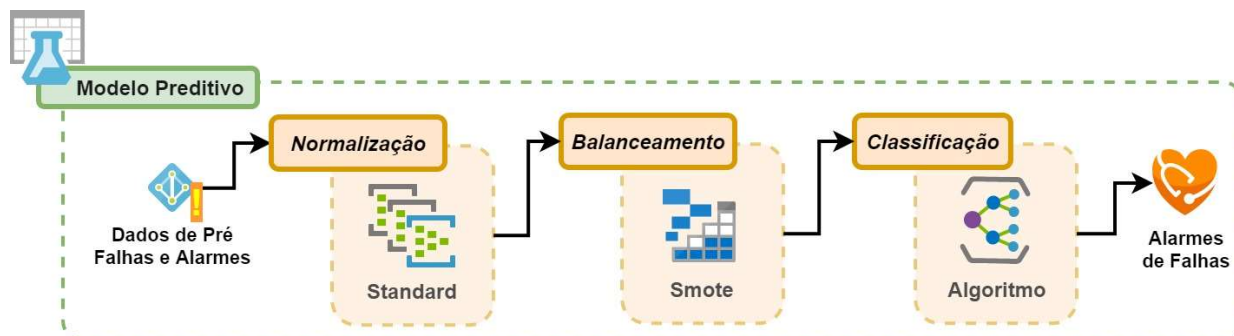 Modelo Preditivo
Normalização
Balanceamento
Classificação
Dados de Pré
Falhas e Alarmes
Standard
Smote
Algoritmo
Alarmes
de Falhas